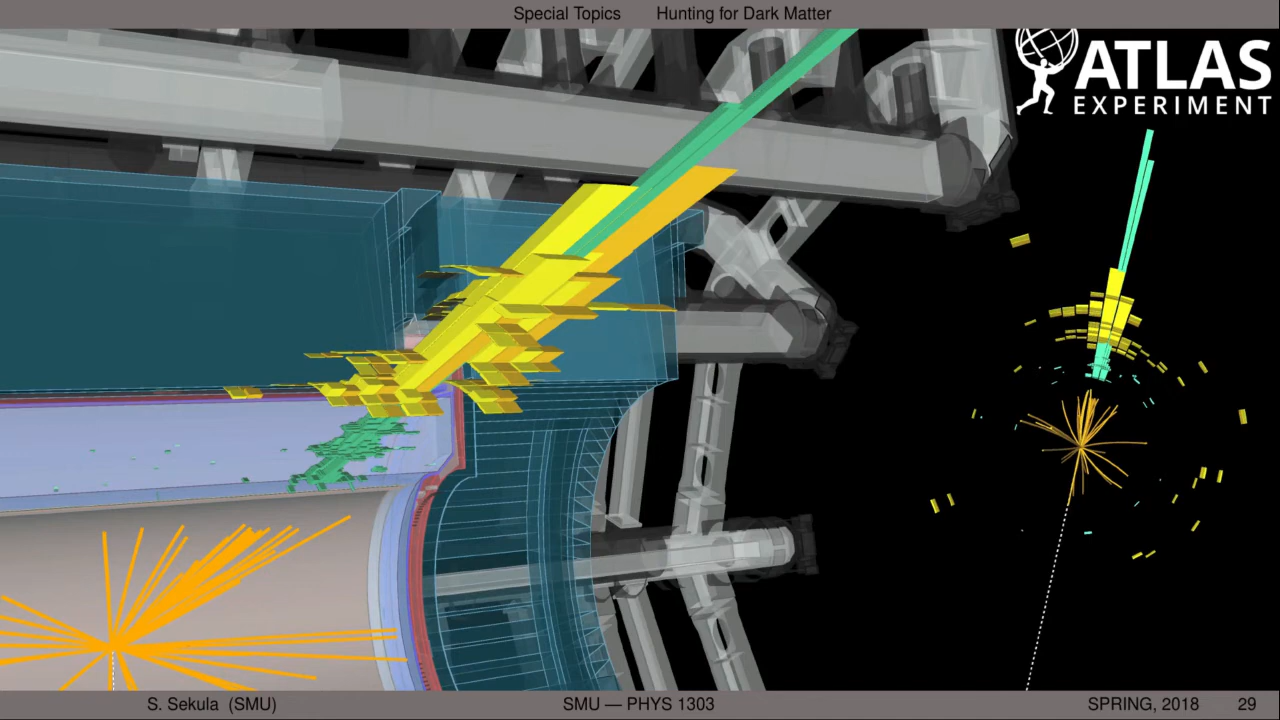 Special Topics Hunting for Dark Matter
ATLAS
EXPERIMENT
S. Sekula (SMU) SMU — PHYS 1303 SPRING, 2018 29